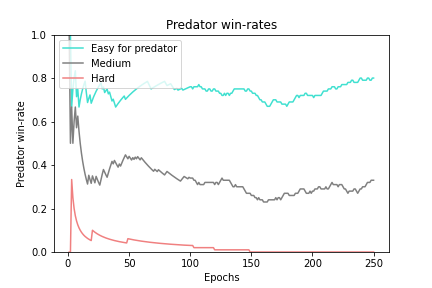 Predator win-rates
Predator win-rate
1.0
0.8
0.6
0.4
0.2
0.0
Easy for predator
Medium
Hard
0 50 100 150 200 250
Epochs